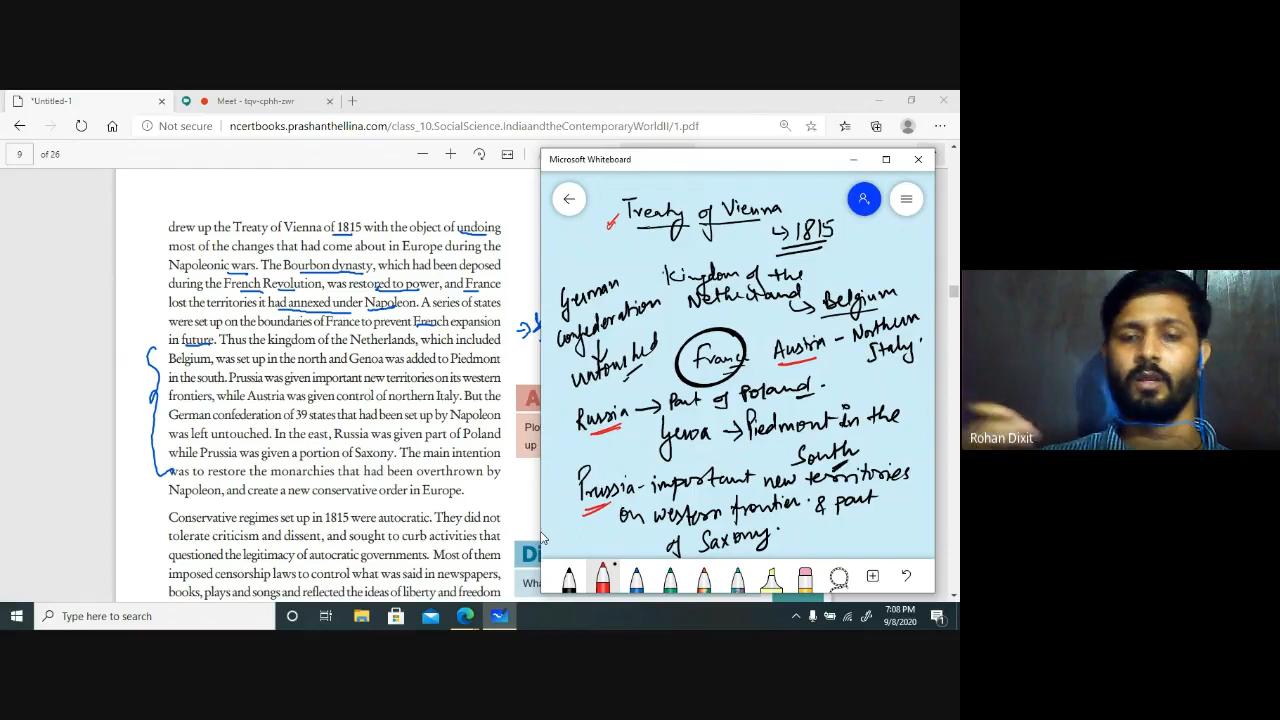 *Untitled-1
Meet - tqv-cphh-zwr
Not secure
ncertbooks.prashanthellina.com/class_10.SocialScience.IndiaandtheContemporaryWorldII/1.pdf
9 of 26
drew up the Treaty of Vienna of 1815 with the object of undoing
most of the changes that had come about in Europe during the
Napoleonic wars. The Bourbon dynasty, which had been deposed
during the French Revolution, was restored to power, and France
lost the territories it had annexed under Napoleon. A series of states
were set up on the boundaries of France to prevent French expansion
in future. Thus the kingdom of the Netherlands, which included
Belgium, was set up in the north and Genoa was added to Piedmont
in the south. Prussia was given important new territories on its western
frontiers, while Austria was given control of northern Italy. But the
German confederation of 39 states that had been set up by Napoleon
was left untouched. In the east, Russia was given part of Poland
while Prussia was given a portion of Saxony. The main intention
was to restore the monarchies that had been overthrown by
Napoleon, and create a new conservative order in Europe.
Conservative regimes set up in 1815 were autocratic. They did not
tolerate criticism and dissent, and sought to curb activities that
questioned the legitimacy of autocratic governments. Most of them
imposed censorship laws to control what was said in newspapers,
books, plays and songs and reflected the ideas of liberty and freedom
A
Plo
up
Di
Wha
Microsoft Whiteboard
Treaty of Vienna
→ 1815
German
confederation
↓
untouched
Kingdom of the
Netherland
→ Belgium
France
Austria - Northern
Italy.
Russia → Part of Poland.
Genoa → Piedmont in the
South
Prussia - important new territories
on western frontier. & part
of Saxony.
Rohan Dixit
Type here to search
7:08 PM
9/8/2020
1